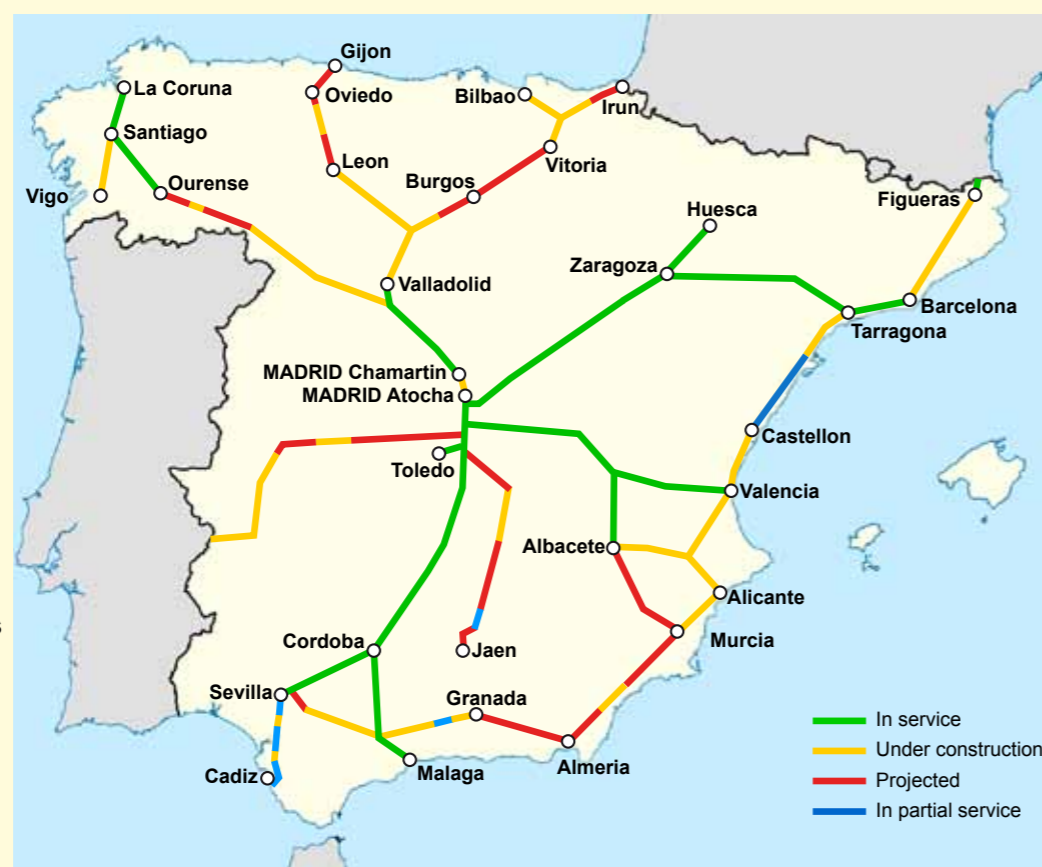 Gijon
La Coruna
Oviedo
Bilbao
Irun
Santiago
Leon
Vitoria
Vigo
Ourense
Burgos
Figueras
Huesca
Zaragoza
Valladolid
Barcelona
Tarragona
MADRID Chamartin
MADRID Atocha
Castellon
Toledo
Valencia
Albacete
Alicante
s
Cordoba
Jaen
Murcia
Sevilla
Granada
In service
Under construction
Cadiz
Malaga
Almeria
Projected
In partial service